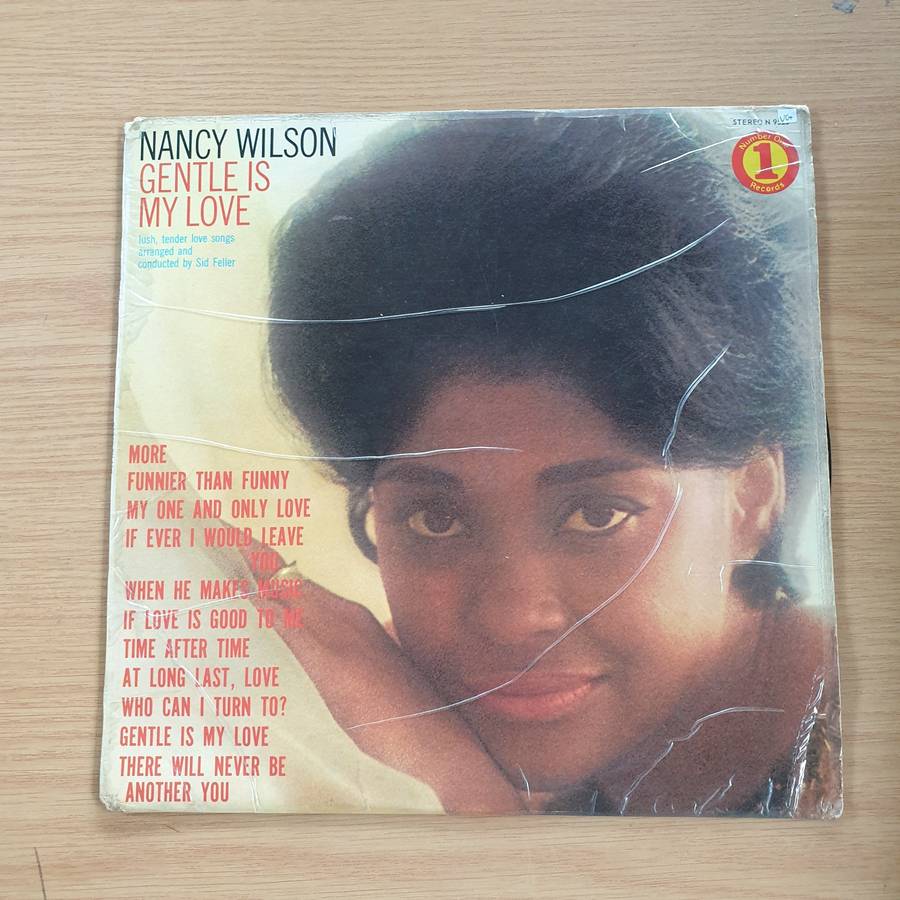 NANCY WILSON
GENTLE IS
MY LOVE
lush, tender love songs
arranged and
conducted by Sid Feller
STEREO N
VG+
Number One
1
Records
MORE
FUNNIER THAN FUNNY
MY ONE AND ONLY LOVE
IF EVER I WOULD LEAVE
YOU
WHEN HE MAKES MUSIC
IF LOVE IS GOOD TO ME
TIME AFTER TIME
AT LONG LAST, LOVE
WHO CAN I TURN TO?
GENTLE IS MY LOVE
THERE WILL NEVER BE
ANOTHER YOU